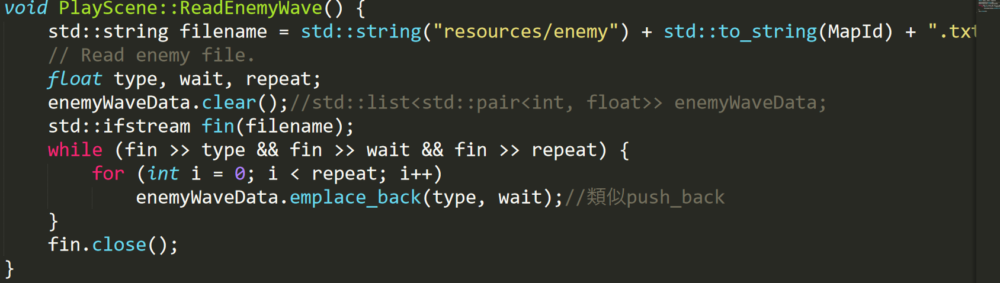 void PlayScene::ReadEnemyWave() {
    std::string filename = std::string("resources/enemy") + std::to_string(MapId) + ".txt
    // Read enemy file.
    float type, wait, repeat;
    enemyWaveData.clear();//std::list<std::pair<int, float>> enemyWaveData;
    std::ifstream fin(filename);
    while (fin >> type && fin >> wait && fin >> repeat) {
        for (int i = 0; i < repeat; i++)
            enemyWaveData.emplace_back(type, wait);//類似push_back
    }
    fin.close();
}